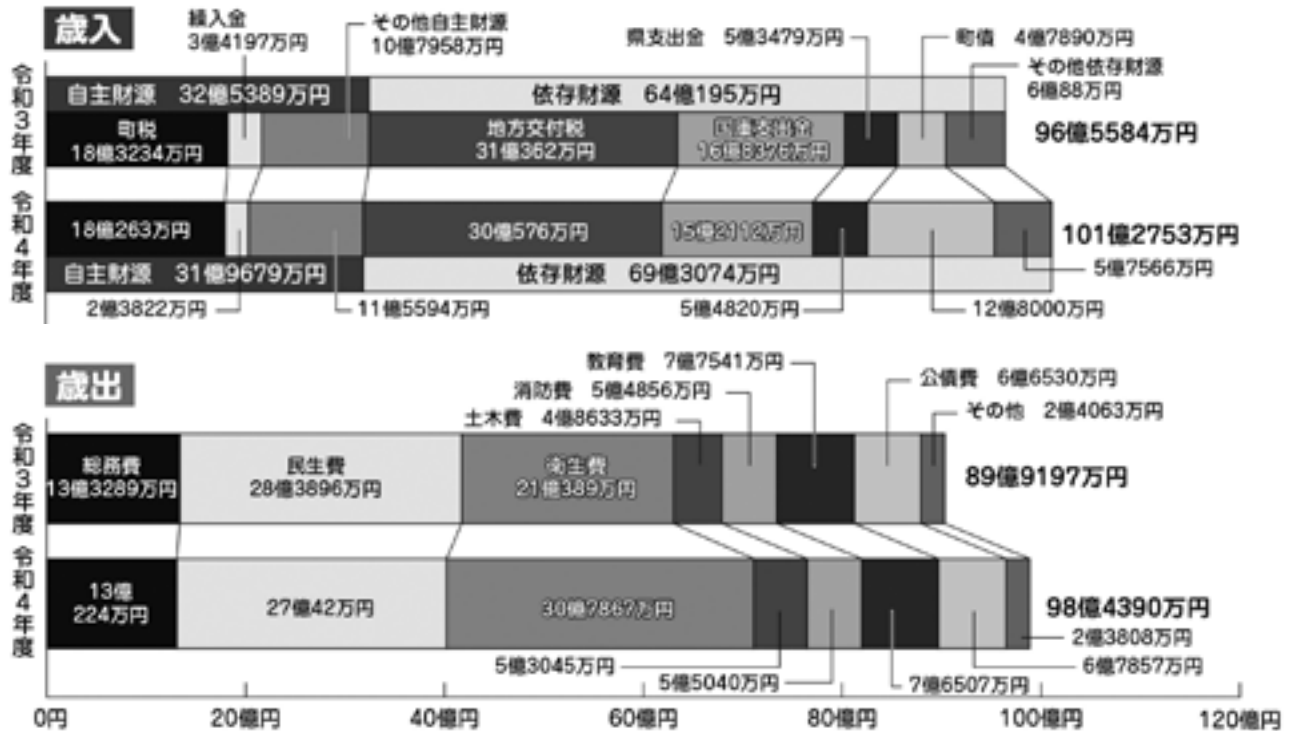 歳入
繰入金
3億4197万円
その他自主財源
10億7958万円
県支出金 5億3479万円
町債 4億7890万円
その他依存財源
6億88万円
令和3年度
自主財源 32億5389万円
依存財源 64億195万円
町税
18億3234万円
地方交付税
31億362万円
国庫支出金
16億8376万円
96億5584万円
令和4年度
18億263万円
30億576万円
15億2112万円
101億2753万円
自主財源 31億9679万円
依存財源 69億3074万円
5億7566万円
2億3822万円
11億5594万円
5億4820万円
12億8000万円
歳出
教育費 7億7541万円
消防費 5億4856万円
土木費 4億8633万円
公債費 6億6530万円
その他 2億4063万円
令和3年度
総務費
13億3289万円
民生費
28億3896万円
衛生費
21億389万円
89億9197万円
令和4年度
13億
224万円
27億42万円
30億7867万円
98億4390万円
2億3808万円
5億3045万円
6億7857万円
5億5040万円
7億6507万円
0円
20億円
40億円
60億円
80億円
100億円
120億円